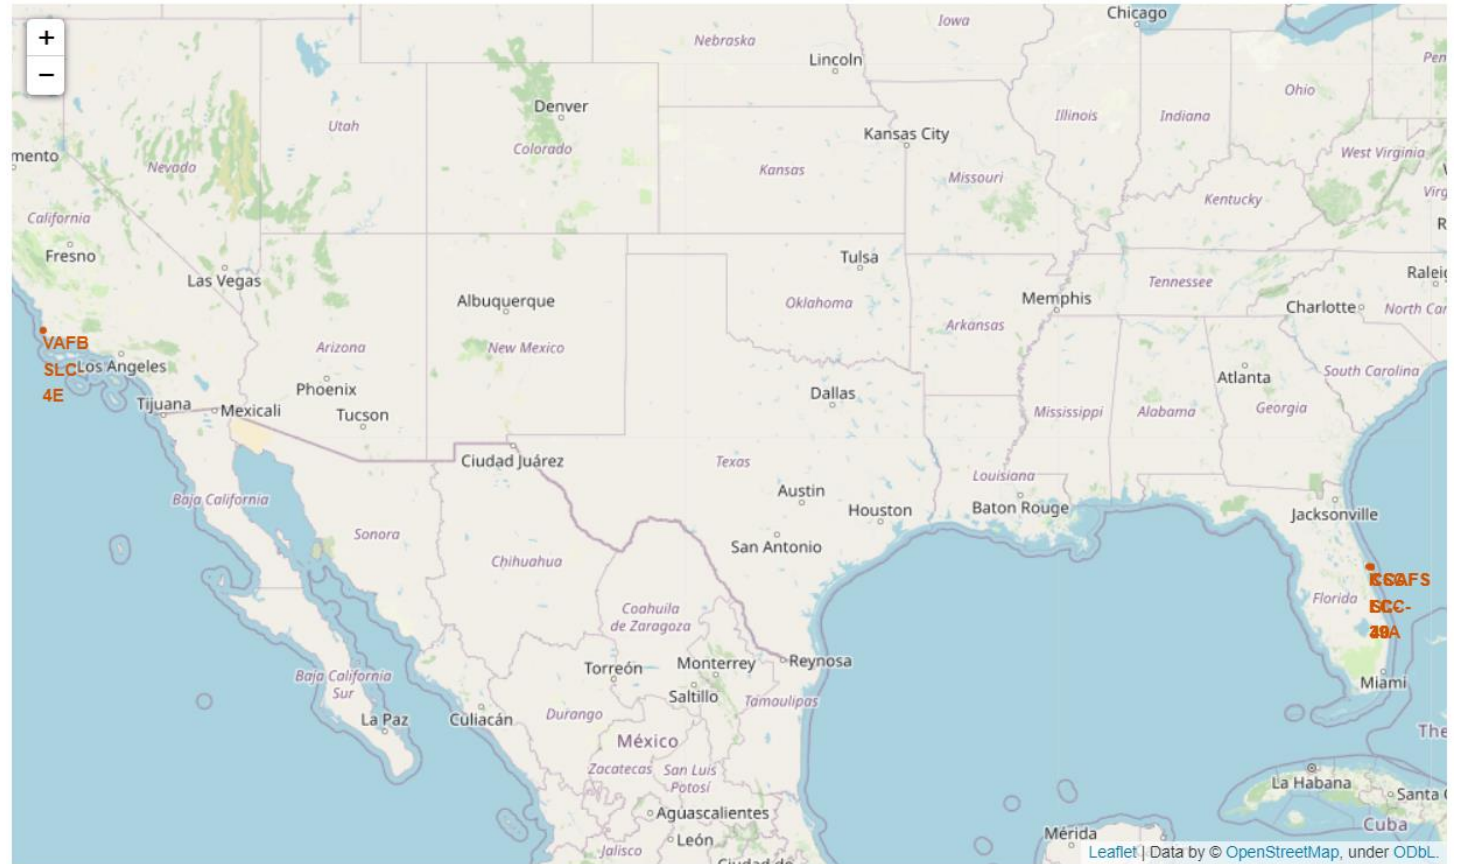 +
−
Chicago
Iowa
Nebraska
Lincoln
Pen
Ohio
Denver
Illinois
Indiana
Utah
Kansas City
Colorado
mento
Nevada
Kansas
West Virginia
Missouri
Virg
Kentucky
California
R
Fresno
Las Vegas
Tulsa
Raleig
Tennessee
Albuquerque
Oklahoma
Memphis
Charlotte
North Car
Arkansas
VAFB
SLC-
4E
Los Angeles
Arizona
New Mexico
South Carolina
Atlanta
Phoenix
Dallas
Tijuana
Mexicali
Tucson
Mississippi
Alabama
Georgia
Ciudad Juárez
Texas
Louisiana
Austin
Baja California
Houston
Baton Rouge
Jacksonville
Sonora
San Antonio
Chihuahua
Florida
Coahuila
de Zaragoza
Torreón
Monterrey
Reynosa
Baja California
Sur
Saltillo
Tamaulipas
Miami
La Paz
Culiacán
Durango
The
México
Zacatecas
San Luis
Potosí
La Habana
Santa
Aguascalientes
Cuba
Mérida
León
Jalisco
Ciudad de
Leaflet | Data by © OpenStreetMap, under ODbL.